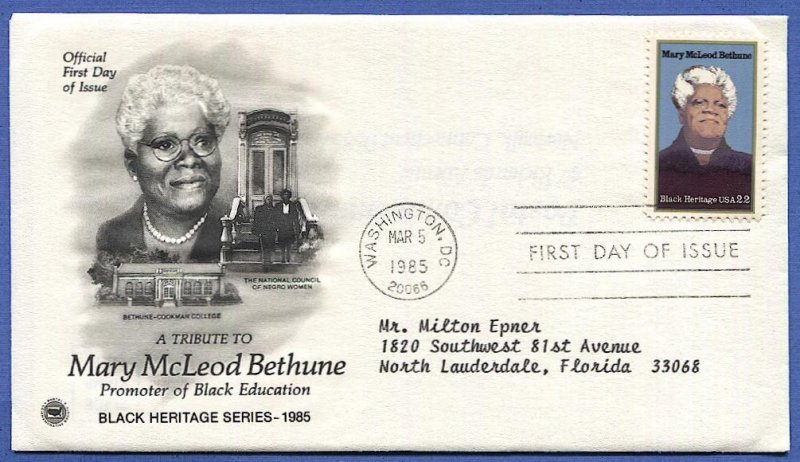 Official
First Day
of Issue
Mary McLeod Bethune
Black Heritage USA 22
WASHINGTON, DC
MAR 5
1985
20066
FIRST DAY OF ISSUE
THE NATIONAL COUNCIL
OF NEGRO WOMEN
BETHUNE-COOKMAN COLLEGE
A TRIBUTE TO
Mary McLeod Bethune
Promoter of Black Education
BLACK HERITAGE SERIES-1985
Mr. Milton Epner
1820 Southwest 81st Avenue
North Lauderdale, Florida 33068